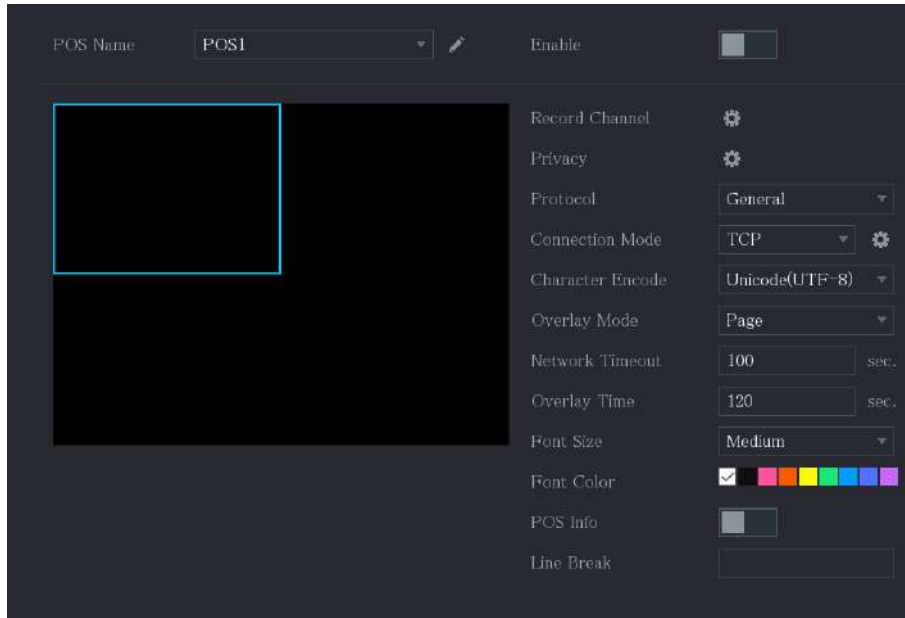 POS Name POS1 Enable
Record Channel
Privacy
Protocol General
Connection Mode TCP
Character Encode Unicode(UTF-8)
Overlay Mode Page
Network Timeout 100 sec.
Overlay Time 120 sec.
Font Size Medium
Font Color
POS Info
Line Break